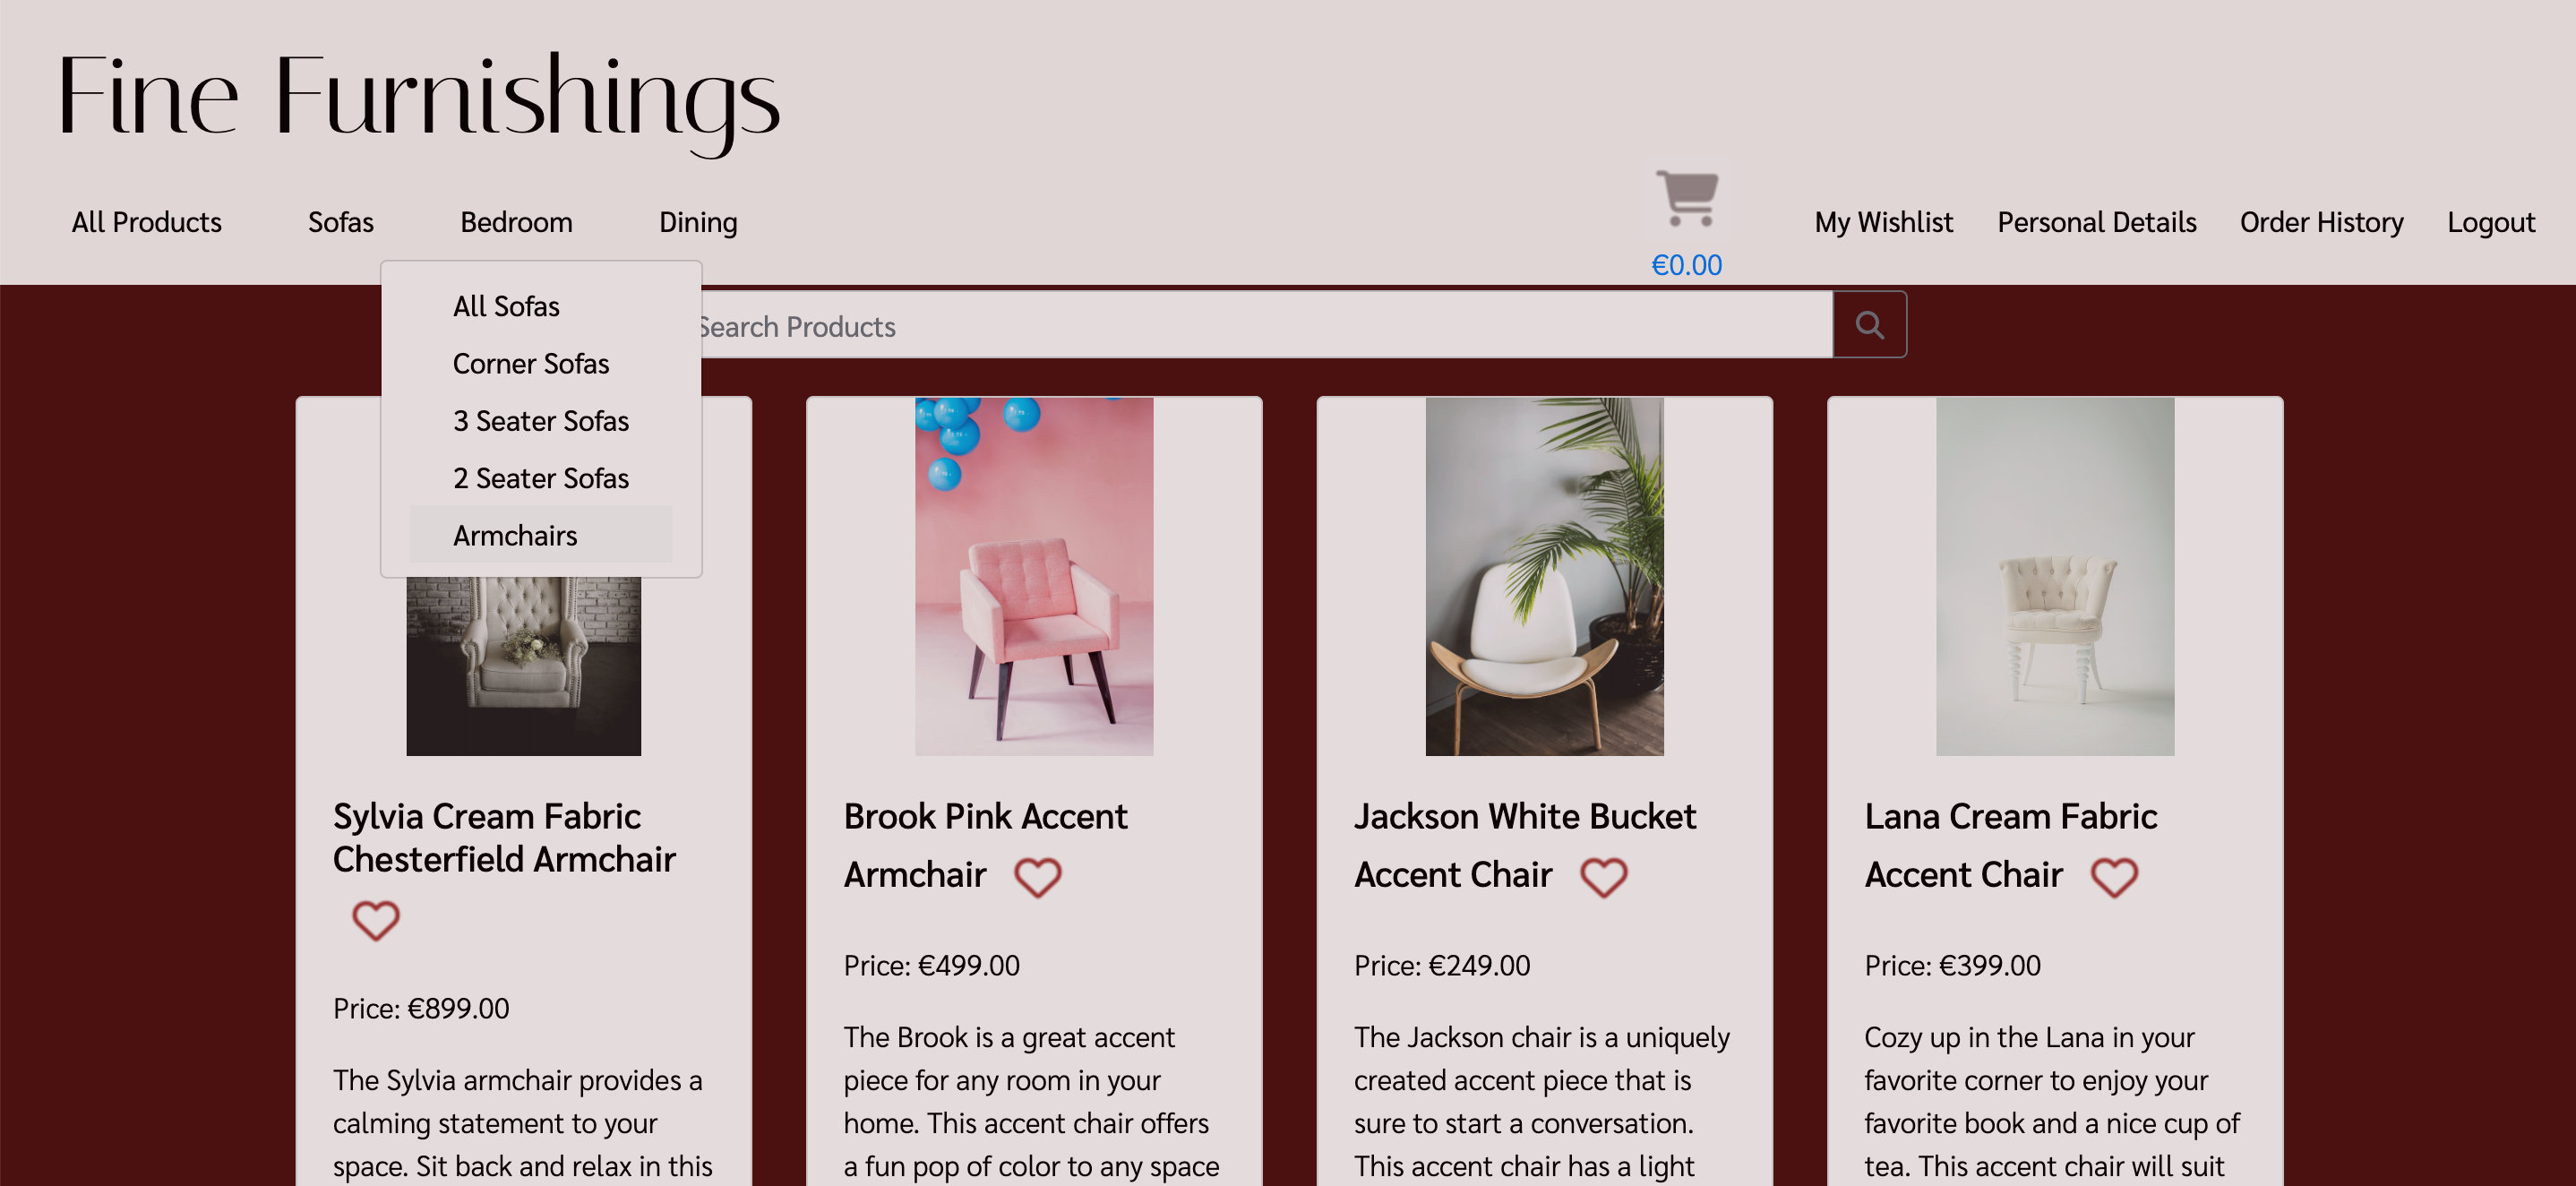 Fine Furnishings
All Products Sofas Bedroom Dining
€0.00
My Wishlist Personal Details Order History Logout
All Sofas
Corner Sofas
3 Seater Sofas
2 Seater Sofas
Armchairs
Search Products
Sylvia Cream Fabric
Chesterfield Armchair
Price: €899.00
The Sylvia armchair provides a
calming statement to your
space. Sit back and relax in this
Brook Pink Accent
Armchair
Price: €499.00
The Brook is a great accent
piece for any room in your
home. This accent chair offers
a fun pop of color to any space
Jackson White Bucket
Accent Chair
Price: €249.00
The Jackson chair is a uniquely
created accent piece that is
sure to start a conversation.
This accent chair has a light
Lana Cream Fabric
Accent Chair
Price: €399.00
Cozy up in the Lana in your
favorite corner to enjoy your
favorite book and a nice cup of
tea. This accent chair will suit